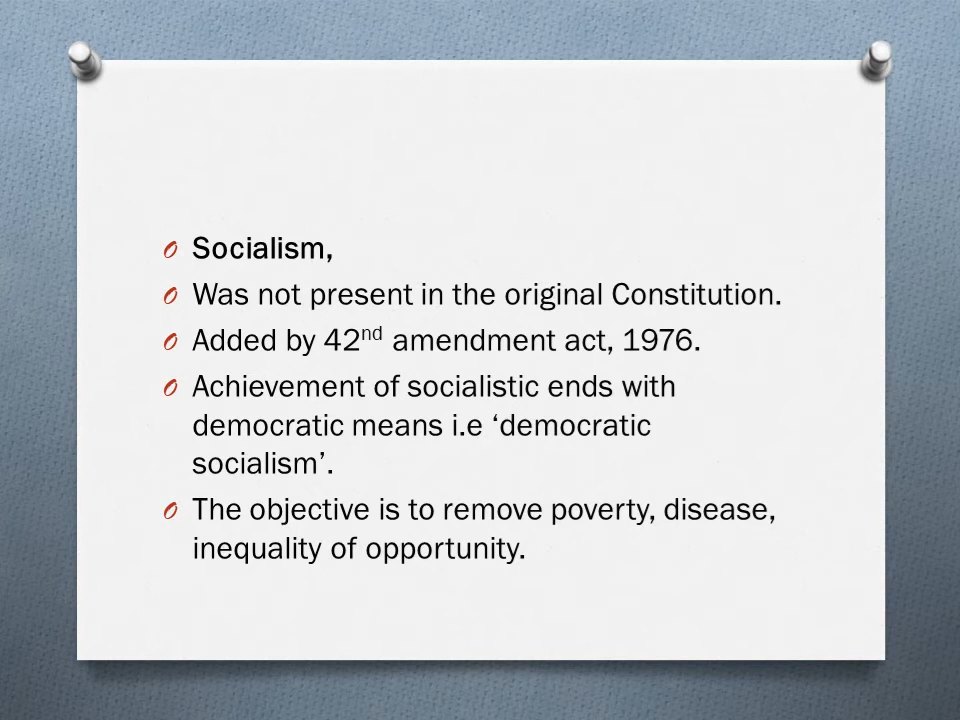 Socialism,
Was not present in the original Constitution.
Added by 42nd amendment act, 1976.
Achievement of socialistic ends with
democratic means i.e ‘democratic
socialism’.
The objective is to remove poverty, disease,
inequality of opportunity.